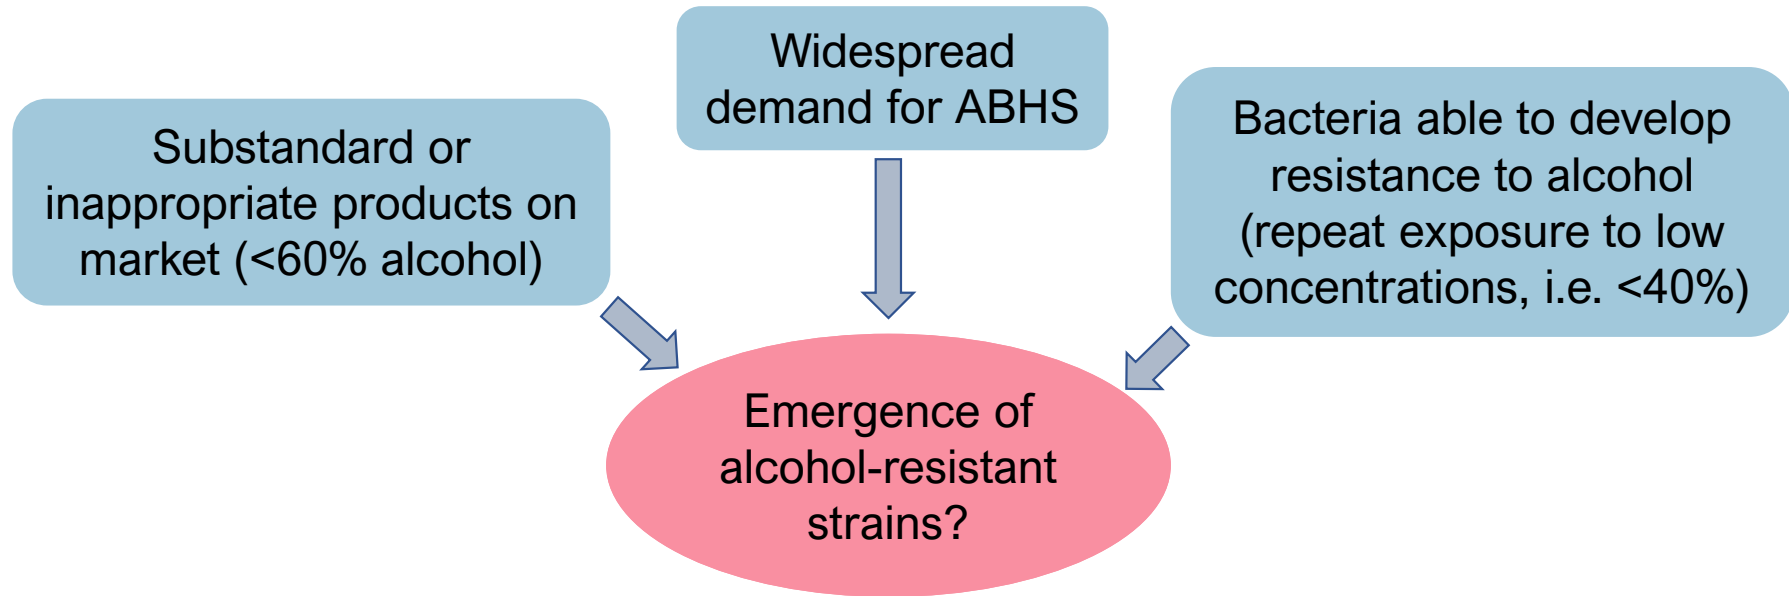 Substandard or
inappropriate products on
market (<60% alcohol)
Widespread
demand for ABHS
Bacteria able to develop
resistance to alcohol
(repeat exposure to low
concentrations, i.e. <40%)
Emergence of
alcohol-resistant
strains?